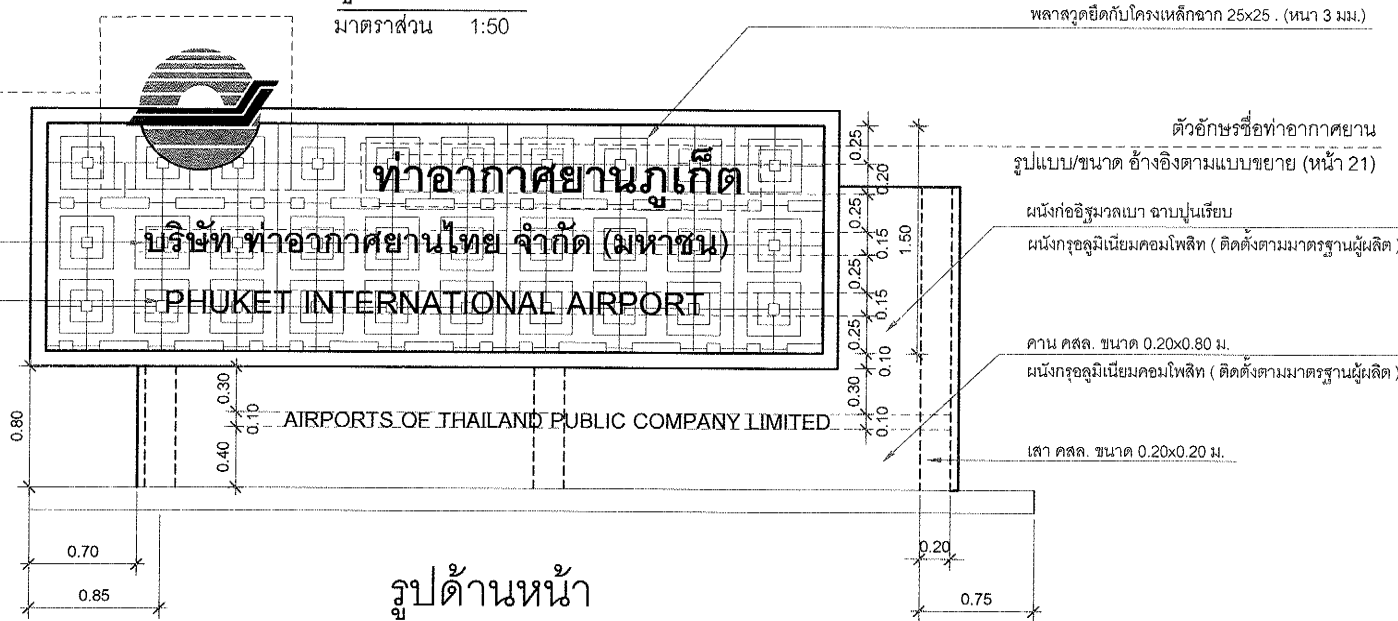 มาตราส่วน 1:50
พลาสวูดยึดกับโครงเหล็กฉาก 25x25 . (หนา 3 มม.)
ตัวอักษรชื่อท่าอากาศยาน
รูปแบบ/ขนาด อ้างอิงตามแบบขยาย (หน้า 21)
ท่าอากาศยานภูเก็ต
บริษัท ท่าอากาศยานไทย จำกัด (มหาชน)
PHUKET INTERNATIONAL AIRPORT
AIRPORTS OF THAILAND PUBLIC COMPANY LIMITED
0.25
0.20
0.25
0.15
0.25
0.15
0.25
0.10
0.30
0.10
1.50
ผนังก่ออิฐมวลเบา ฉาบปูนเรียบ
ผนังกรุอลูมิเนียมคอมโพสิท ( ติดตั้งตามมาตรฐานผู้ผลิต )
คาน คสล. ขนาด 0.20x0.80 ม.
ผนังกรุอลูมิเนียมคอมโพสิท ( ติดตั้งตามมาตรฐานผู้ผลิต )
เสา คสล. ขนาด 0.20x0.20 ม.
0.80
0.30
0.10
0.40
0.70
0.85
0.20
0.75
รูปด้านหน้า